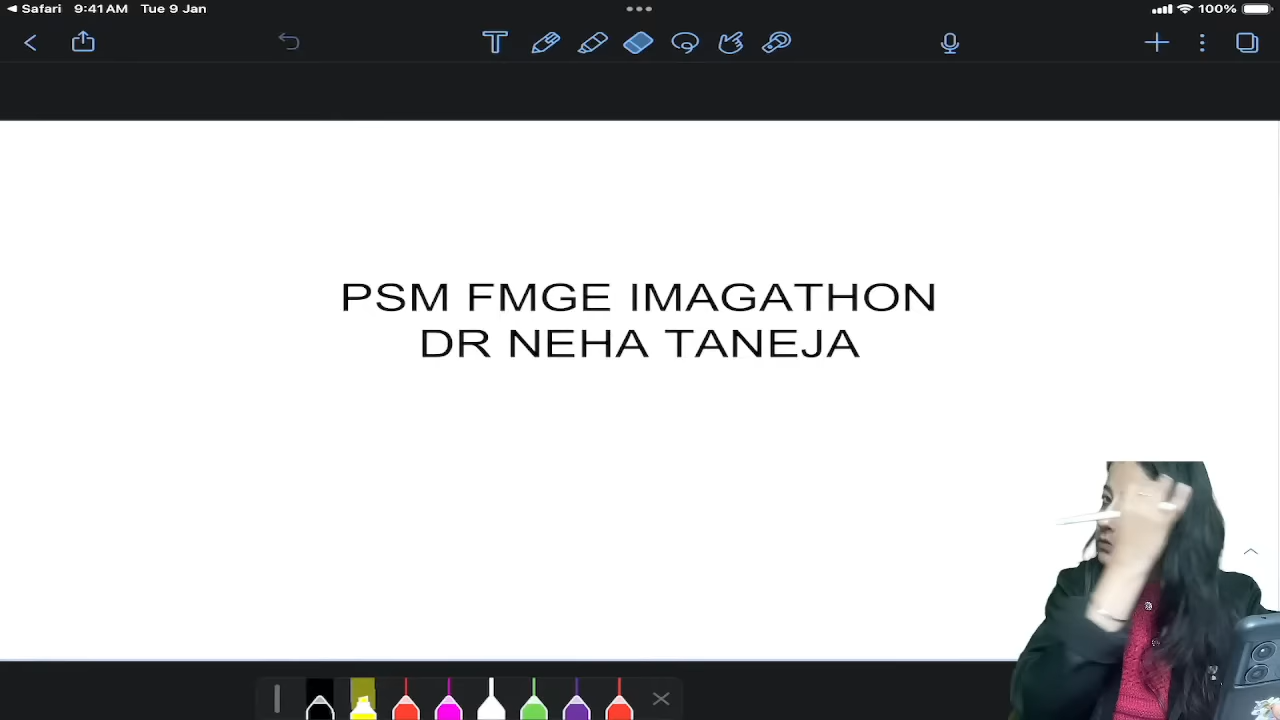 Safari 9:41 AM Tue 9 Jan 100%
T
PSM FMGE IMAGATHON
DR NEHA TANEJA